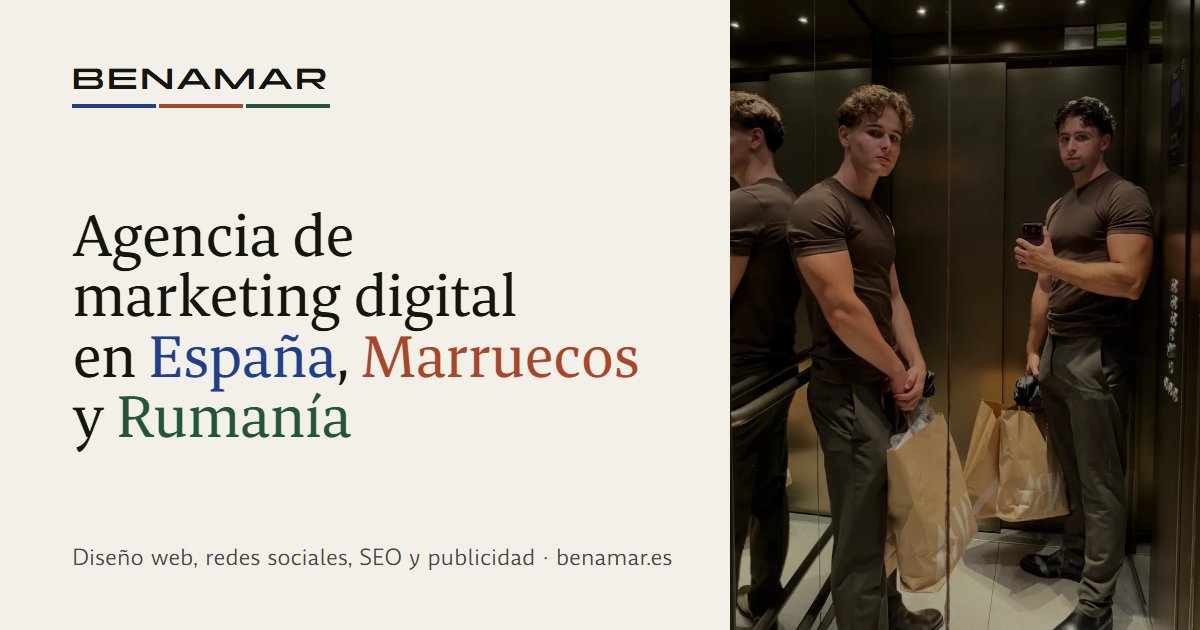 BENAMAR
Agencia de
marketing digital
en España, Marruecos
y Rumanía
Diseño web, redes sociales, SEO y publicidad · benamar.es